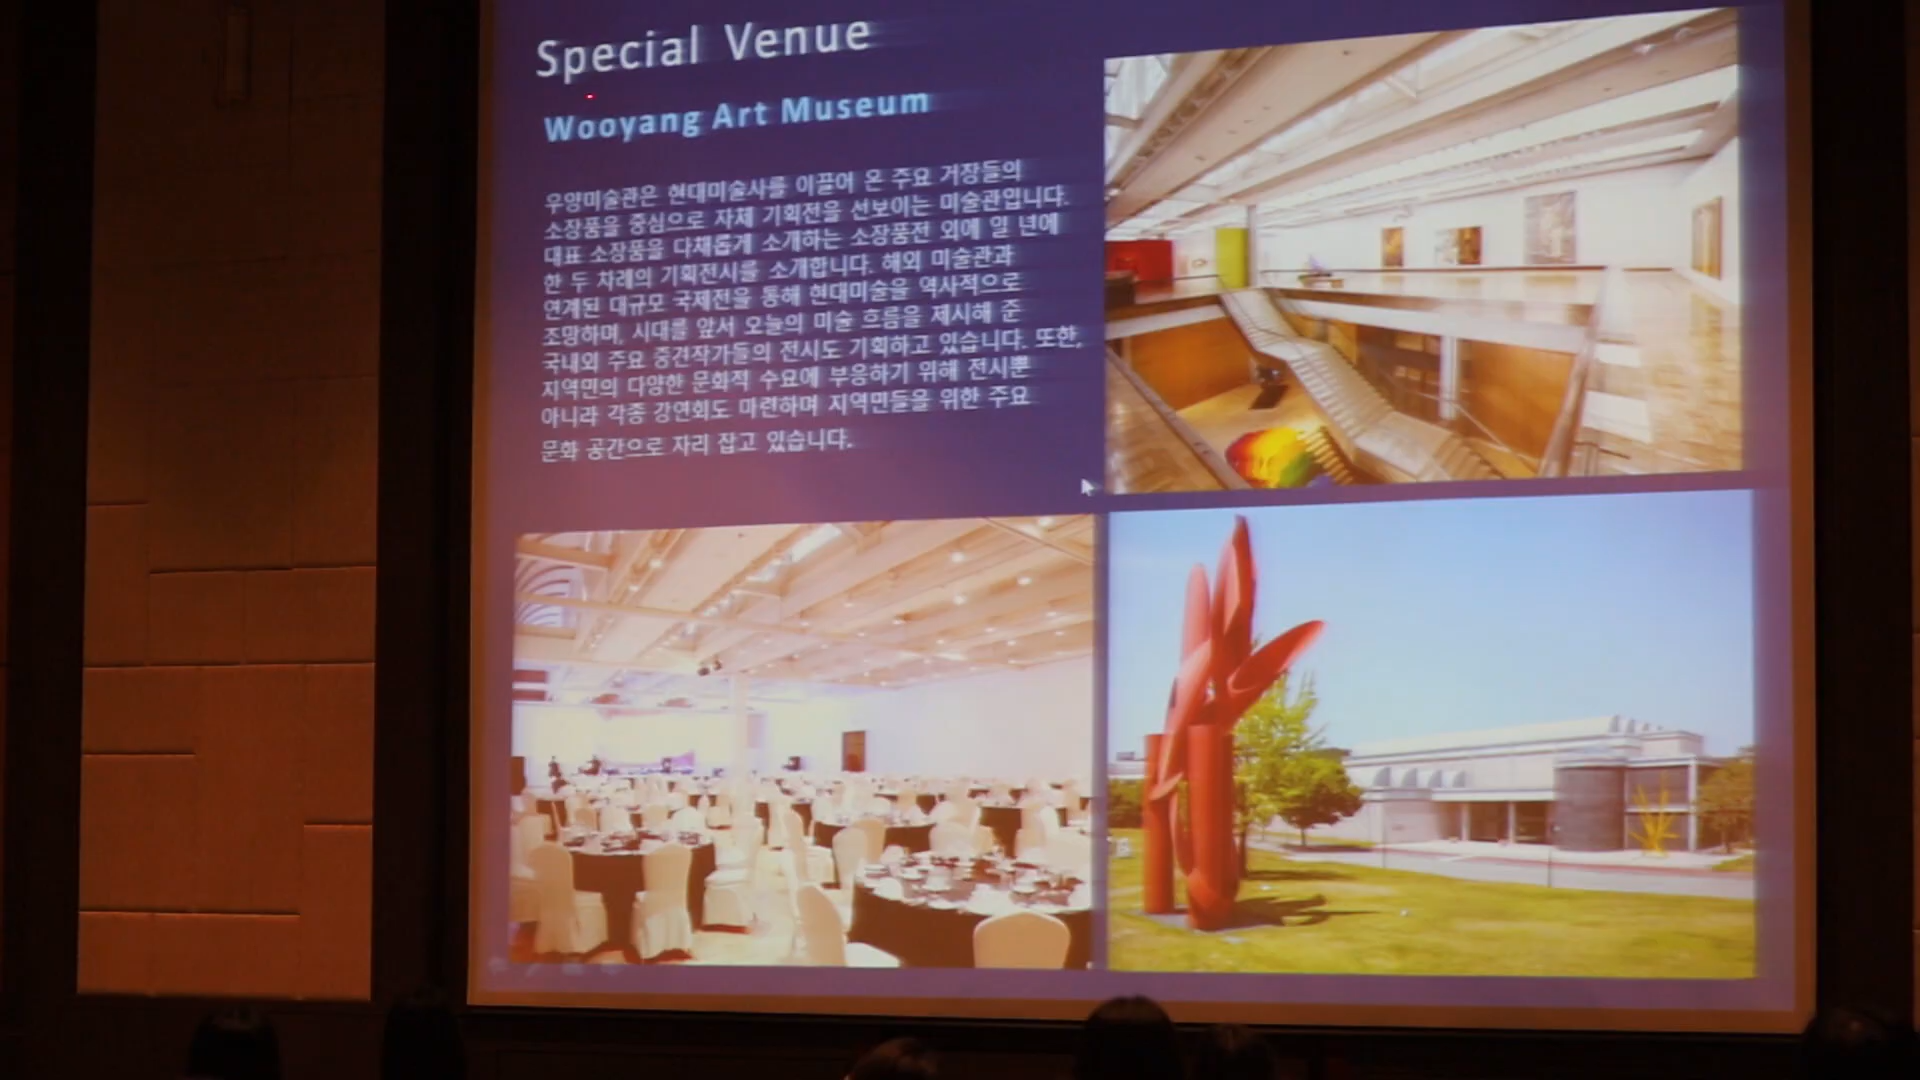 Special Venue
Wooyang Art Museum
우양미술관은 현대미술사를 이끌어 온 주요 거장들의
소장품을 중심으로 자체 기획전을 선보이는 미술관입니다.
대표 소장품을 다채롭게 소개하는 소장품전 외에 일 년에
한 두 차례의 기획전시를 소개합니다. 해외 미술관과
연계된 대규모 국제전을 통해 현대미술을 역사적으로
조망하며, 시대를 앞서 오늘의 미술 흐름을 제시해 준
국내외 주요 중견작가들의 전시도 기획하고 있습니다. 또한,
지역민의 다양한 문화적 수요에 부응하기 위해 전시뿐
아니라 각종 강연회도 마련하며 지역민들을 위한 주요
문화 공간으로 자리 잡고 있습니다.